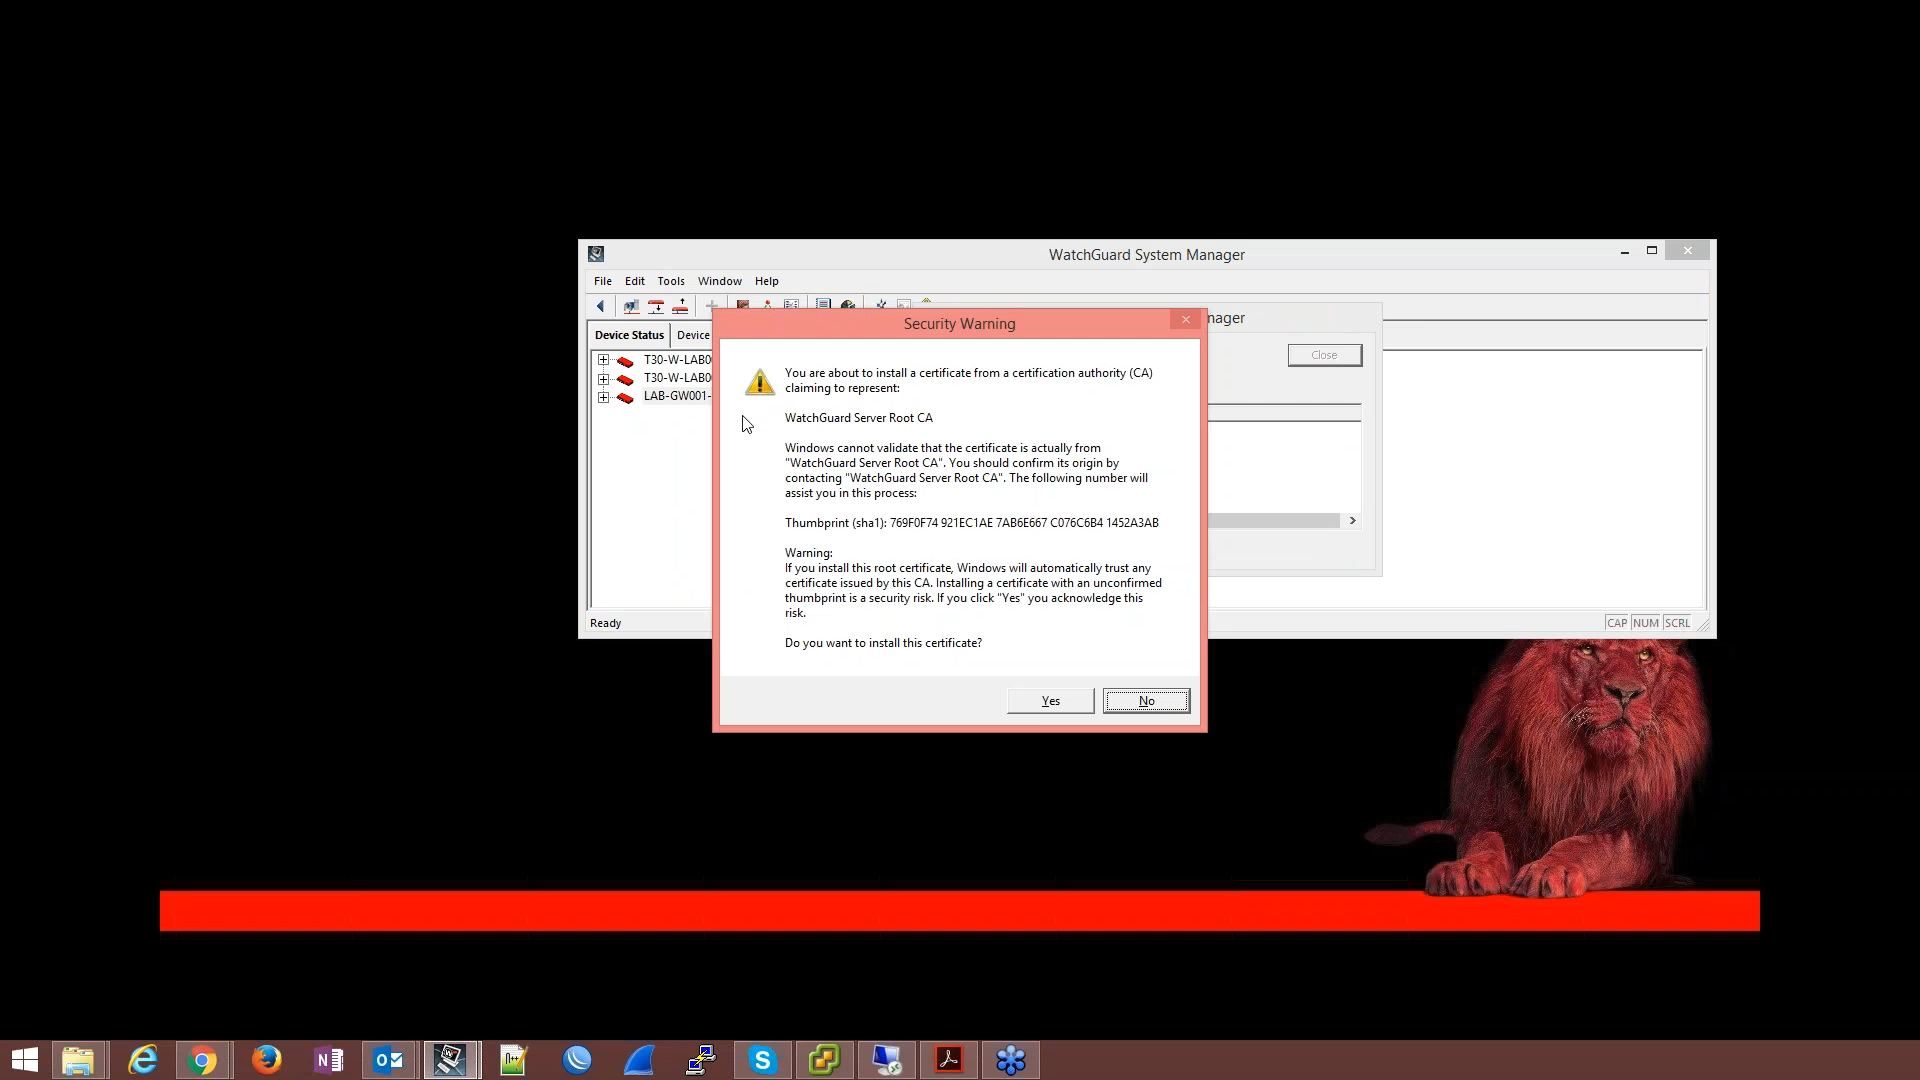 WatchGuard System Manager
File Edit Tools Window Help
Device Status Device
T30-W-LAB0
T30-W-LAB0
LAB-GW001-
nager
Close
Security Warning
You are about to install a certificate from a certification authority (CA)
claiming to represent:
WatchGuard Server Root CA
Windows cannot validate that the certificate is actually from
"WatchGuard Server Root CA". You should confirm its origin by
contacting "WatchGuard Server Root CA". The following number will
assist you in this process:
Thumbprint (sha1): 769F0F74 921EC1AE 7AB6E667 C076C6B4 1452A3AB
Warning:
If you install this root certificate, Windows will automatically trust any
certificate issued by this CA. Installing a certificate with an unconfirmed
thumbprint is a security risk. If you click "Yes" you acknowledge this
risk.
Do you want to install this certificate?
Yes No
Ready CAP NUM SCRL